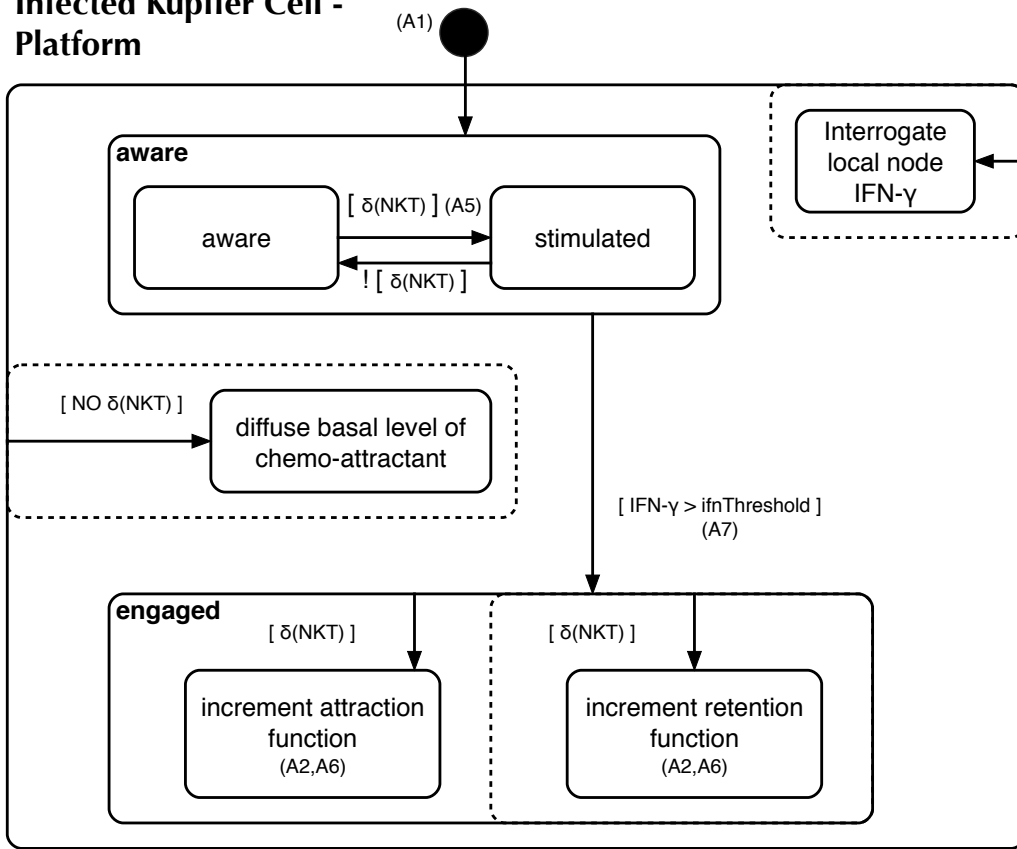 Infected Kupffer Cell -
Platform
(A1)
Interrogate
local node
IFN-γ
aware
[ δ(NKT) ] (A5)
aware
stimulated
! [ δ(NKT) ]
[ NO δ(NKT) ]
diffuse basal level of
chemo-attractant
[ IFN-γ > ifnThreshold ]
(A7)
engaged
[ δ(NKT) ]
[ δ(NKT) ]
increment attraction
function
(A2,A6)
increment retention
function
(A2,A6)